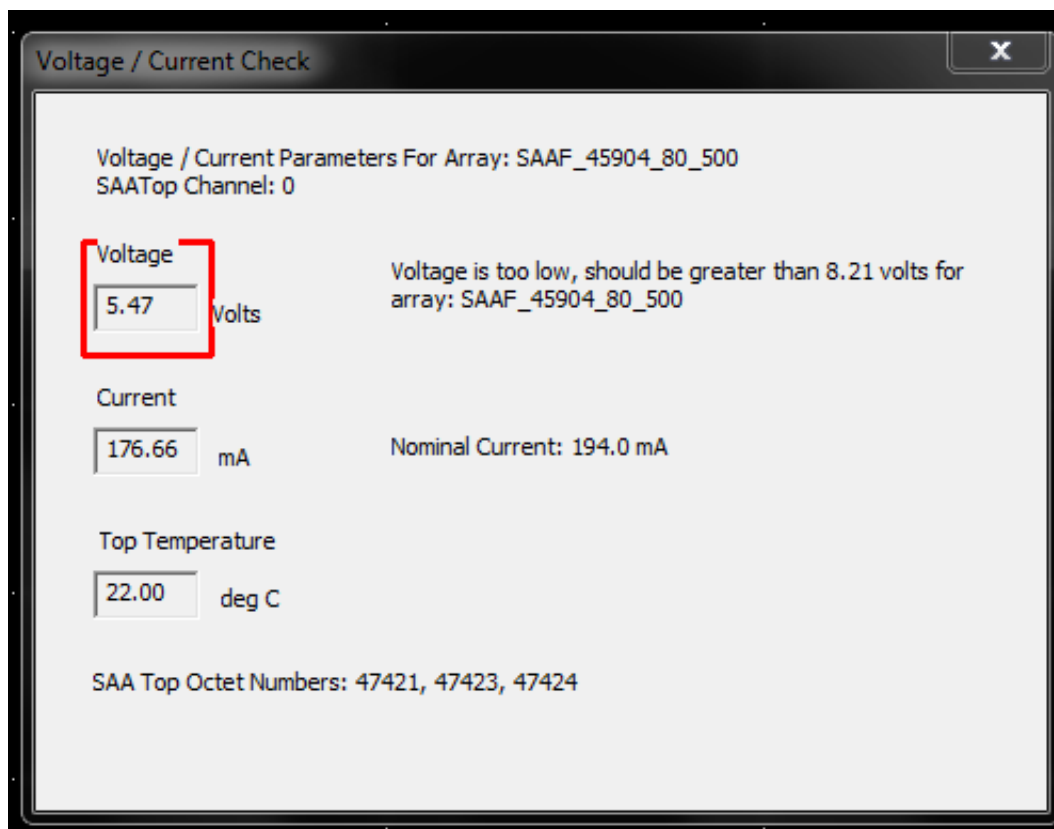 Voltage / Current Check
Voltage / Current Parameters For Array: SAAF_45904_80_500
SAATop Channel: 0
Voltage
5.47 Volts
Voltage is too low, should be greater than 8.21 volts for
array: SAAF_45904_80_500
Current
176.66 mA
Nominal Current: 194.0 mA
Top Temperature
22.00 deg C
SAA Top Octet Numbers: 47421, 47423, 47424